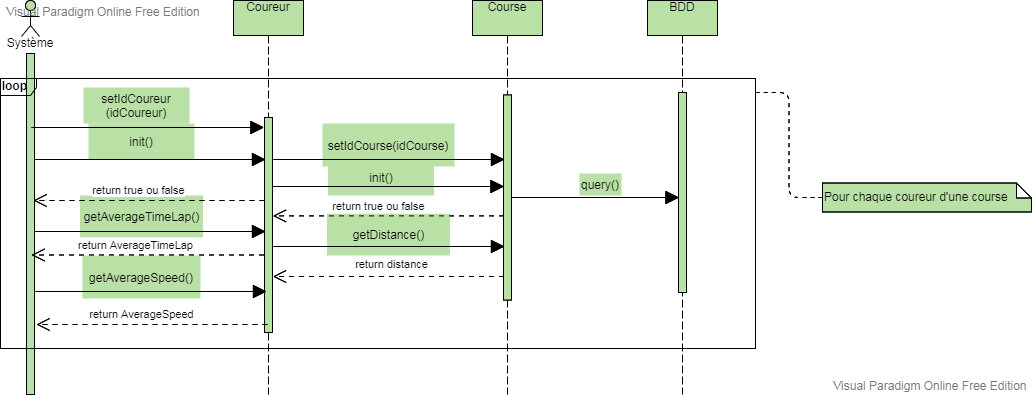 Visual Paradigm Online Free Edition
Coureur
Course
BDD
Système
loop
setIdCoureur
(idCoureur)
init()
setIdCourse(idCourse)
init()
query()
return true ou false
Pour chaque coureur d'une course
return true ou false
getAverageTimeLap()
getDistance()
return AverageTimeLap
return distance
getAverageSpeed()
return AverageSpeed
Visual Paradigm Online Free Edition